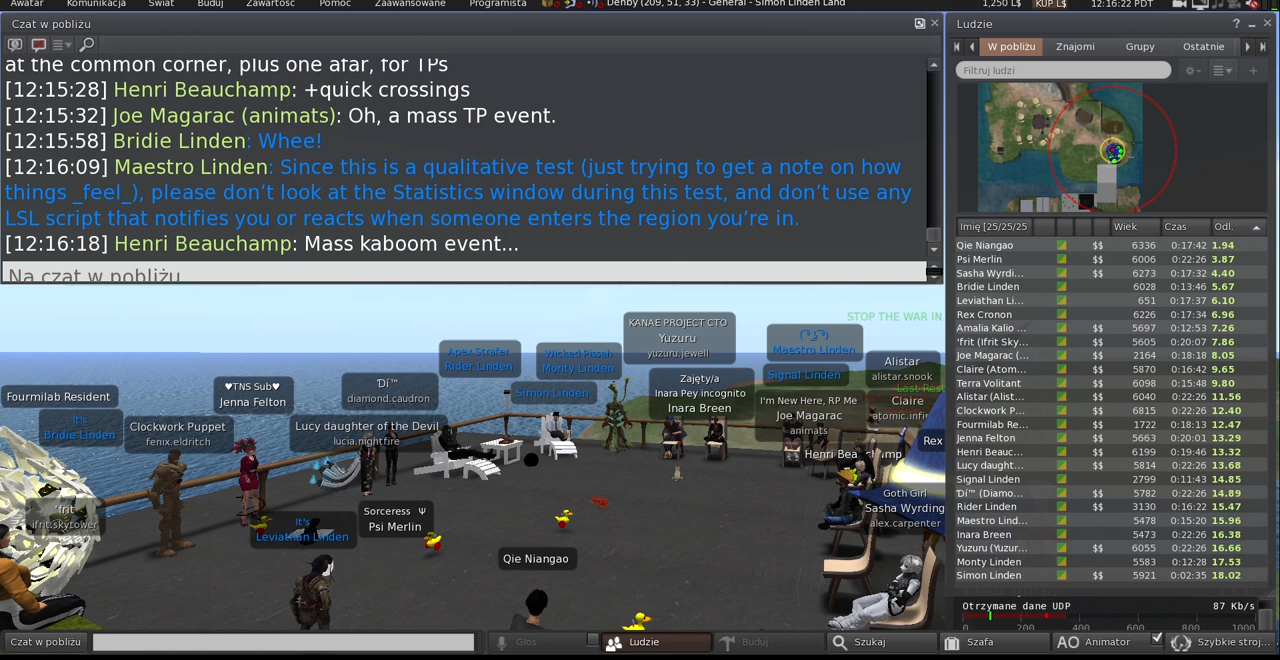 Awatar Komunikacja Świat Buduj Zawartość Pomoc Zaawansowane Programista Denby (209, 51, 33) - General - Simon Linden Land 1,250 L$ KUP L$ 12:16:22 PDT
Czat w pobliżu
at the common corner, plus one afar, for TPs
[12:15:28] Henri Beauchamp: +quick crossings
[12:15:32] Joe Magarac (animats): Oh, a mass TP event.
[12:15:58] Bridie Linden: Whee!
[12:16:09] Maestro Linden: Since this is a qualitative test (just trying to get a note on how
things _feel_), please don’t look at the Statistics window during this test, and don’t use any
LSL script that notifies you or reacts when someone enters the region you’re in.
[12:16:18] Henri Beauchamp: Mass kaboom event...
Na czat w pobliżu
STOP THE WAR IN
KANAE PROJECT CTO
Yuzuru
yuzuru.jewell
Maestro Linden
Apex Strafer
Rider Linden
Wicked Pissah
Monty Linden
Simon Linden
Signal Linden
Alistar
alistar.snook
Zajęty/a
Inara Pey incognito
Inara Breen
I'm New Here, RP Me
Joe Magarac
animats
Claire
Fourmilab Resident
♥TNS Sub♥
Jenna Felton
Ɗí™
diamond.caudron
It's
Bridie Linden
Clockwork Puppet
fenix.eldritch
Lucy daughter of the Devil
lucia.nightfire
Henri Beauchamp
Rex
Goth Girl
Sasha Wyrding
alex.carpenter
'frit
ifrit.skytower
It's
Leviathan Linden
Sorceress Ψ
Psi Merlin
Qie Niangao
Ludzie
W pobliżu Znajomi Grupy Ostatnie
Filtruj ludzi
Imię [25/25/25 Wiek Czas Odl.
Qie Niangao $$ 6336 0:17:42 1.94
Psi Merlin $$ 6006 0:22:26 3.87
Sasha Wyrdi... $$ 6273 0:17:32 4.40
Bridie Linden 6028 0:13:46 5.67
Leviathan Li... 651 0:17:37 6.10
Rex Cronon 6226 0:17:34 6.96
Amalia Kalio ... $$ 5697 0:12:53 7.26
'frit (Ifrit Sky... $$ 5605 0:20:07 7.86
Joe Magarac (... $$ 2164 0:18:18 8.05
Claire (Atom... $$ 5870 0:16:42 9.65
Terra Volitant $$ 6098 0:15:48 9.80
Alistar (Alist... $$ 6040 0:22:26 11.56
Clockwork P... $$ 6815 0:22:26 12.40
Fourmilab Re... $$ 1722 0:18:13 12.47
Jenna Felton $$ 5663 0:20:01 13.29
Henri Beauc... $$ 6199 0:19:46 13.32
Lucy daught... $$ 5814 0:22:26 13.68
Signal Linden 2799 0:11:43 14.85
Ɗí™ (Diamo... $$ 5782 0:22:26 14.89
Rider Linden $$ 3130 0:16:22 15.47
Maestro Lind... 5478 0:15:20 15.96
Inara Breen 5473 0:22:26 16.38
Yuzuru (Yuzur... $$ 6055 0:22:26 16.66
Monty Linden 5583 0:12:28 17.53
Simon Linden $$ 5921 0:02:35 18.02
Otrzymane dane UDP 87 Kb/s
0 200 400 600 800 1000
Czat w pobliżu Głos Ludzie Buduj Szukaj Szafa AO Animator Szybkie stroj...